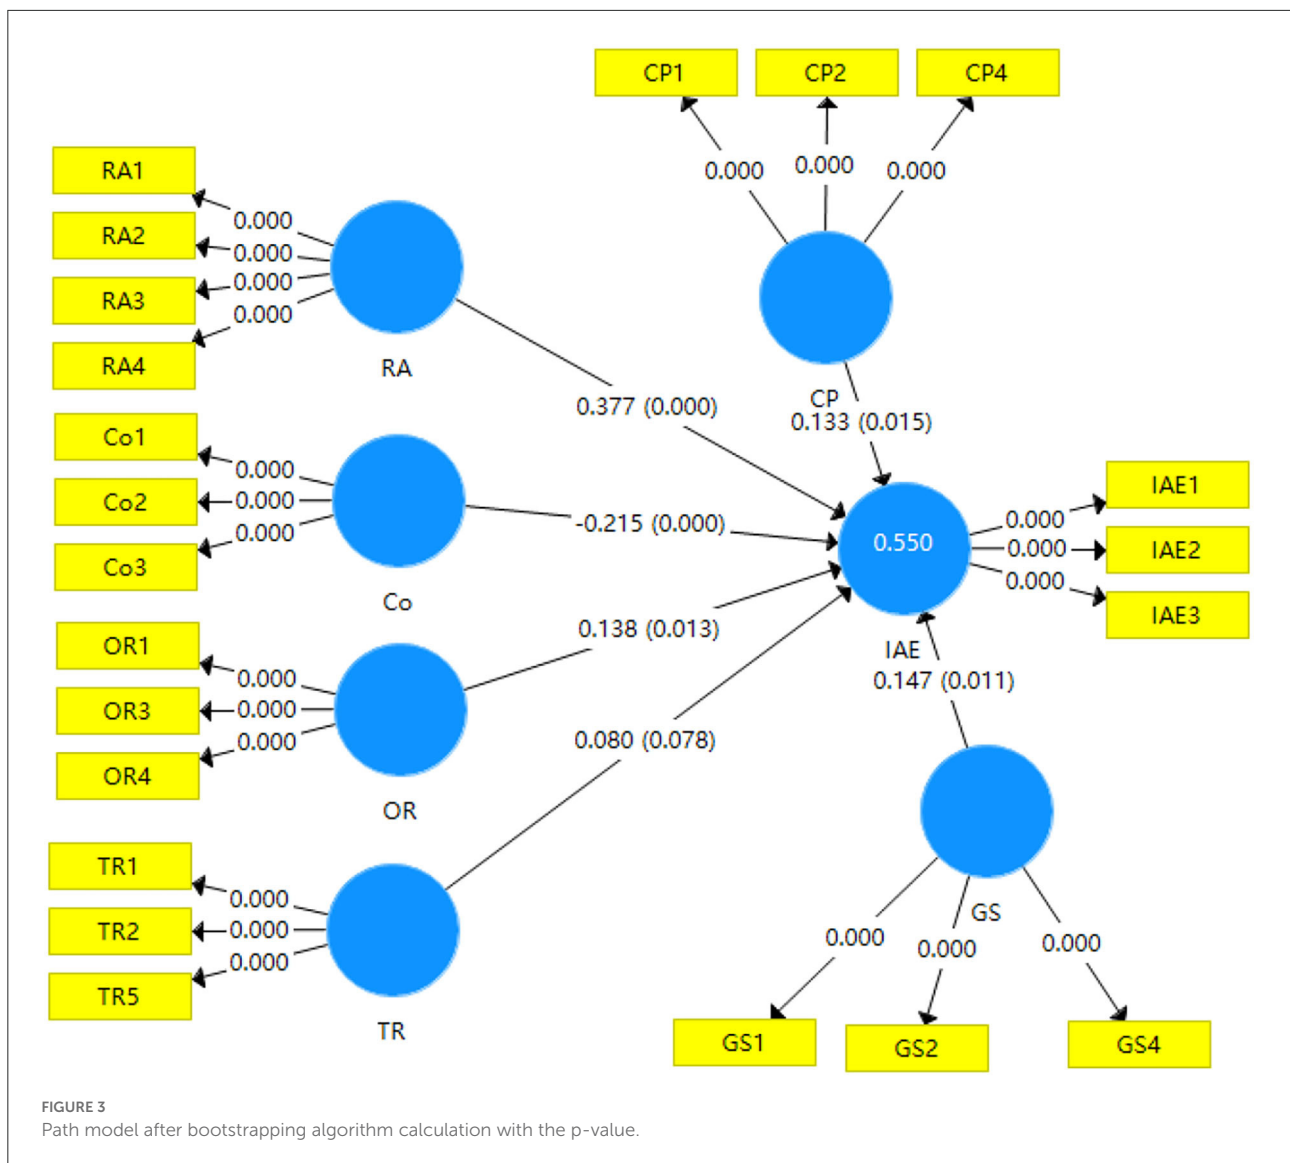 CP1
CP2
CP4
0.000
0.000
0.000
CP
0.133 (0.015)
RA1
RA2
RA3
RA4
0.000
0.000
0.000
0.000
RA
0.377 (0.000)
Co1
Co2
Co3
0.000
0.000
0.000
Co
-0.215 (0.000)
OR1
OR3
OR4
0.000
0.000
0.000
OR
0.138 (0.013)
TR1
TR2
TR5
0.000
0.000
0.000
TR
0.080 (0.078)
0.550
IAE
0.000
0.000
0.000
IAE1
IAE2
IAE3
0.147 (0.011)
GS
0.000
0.000
0.000
GS1
GS2
GS4
FIGURE 3
Path model after bootstrapping algorithm calculation with the p-value.